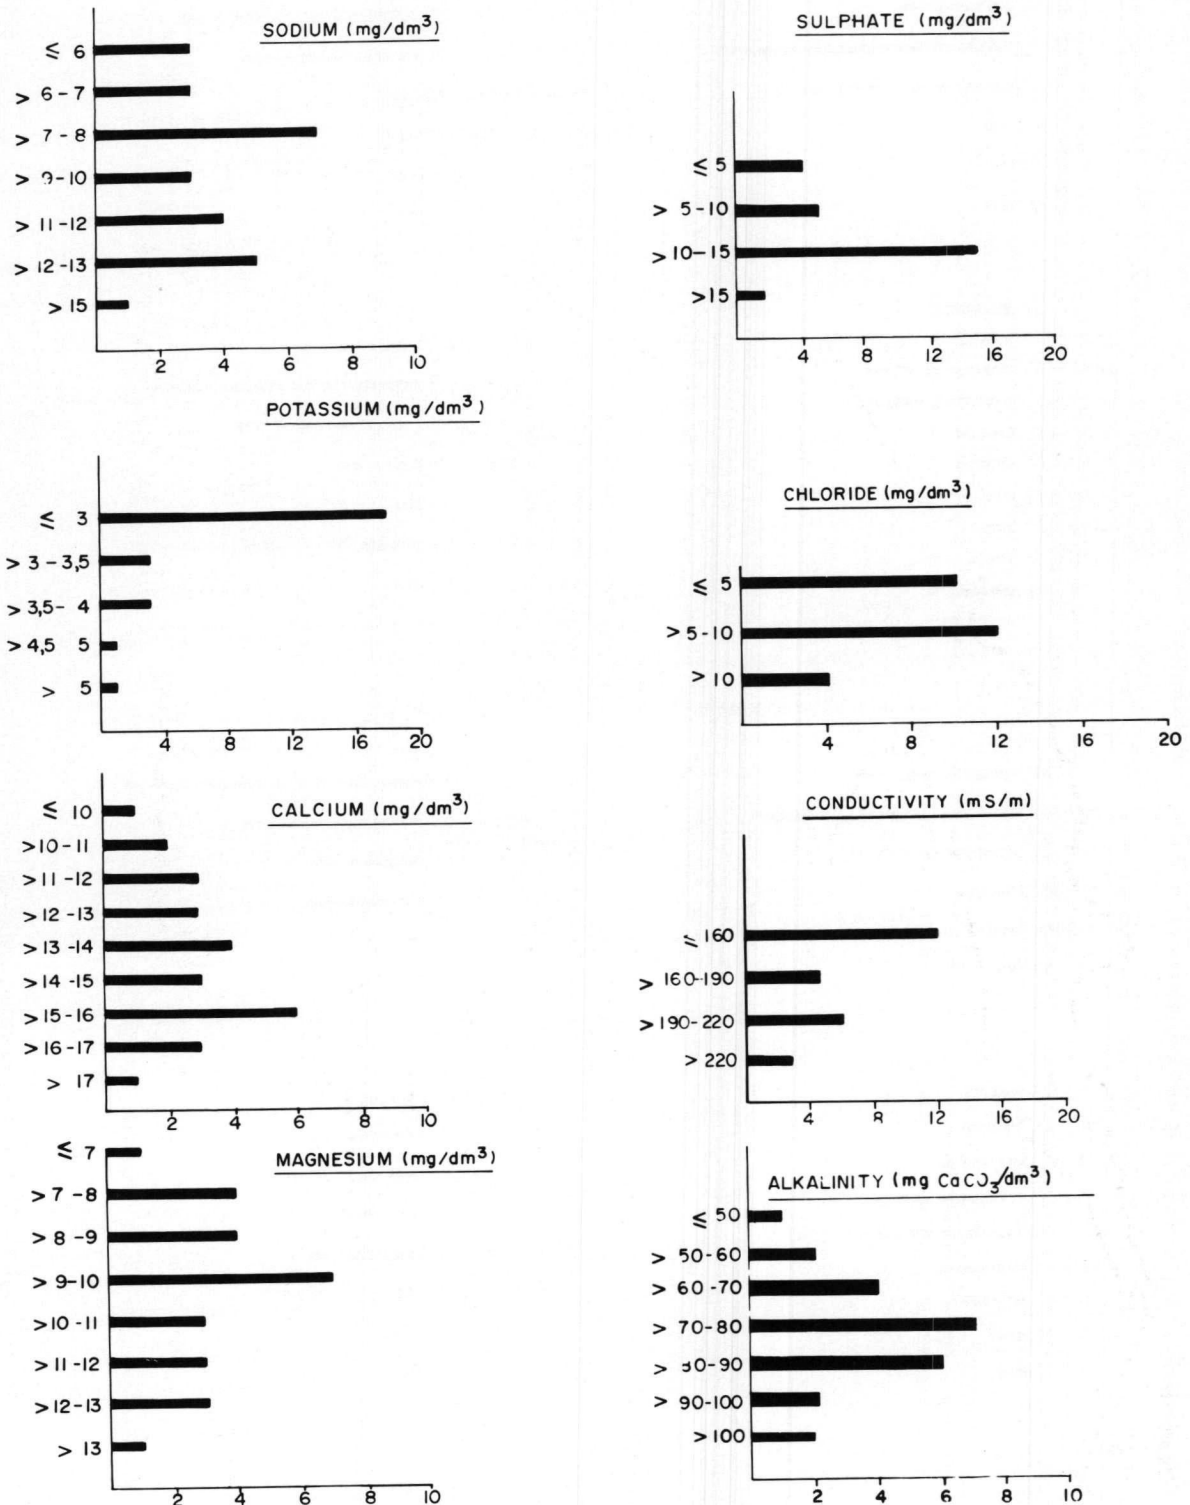 SODIUM (mg/dm³)
≤ 6
> 6-7
> 7-8
> 9-10
> 11-12
> 12-13
> 15
2 4 6 8 10
POTASSIUM (mg/dm³)
≤ 3
> 3-3,5
> 3,5- 4
> 4,5 5
> 5
4 8 12 16 20
CALCIUM (mg/dm³)
≤ 10
>10-11
>11-12
>12-13
>13-14
>14-15
>15-16
>16-17
> 17
2 4 6 8 10
MAGNESIUM (mg/dm³)
≤ 7
>7-8
>8-9
>9-10
>10-11
>11-12
>12-13
> 13
2 4 6 8 10
SULPHATE (mg/dm³)
≤ 5
> 5-10
>10-15
>15
4 8 12 16 20
CHLORIDE (mg/dm³)
≤ 5
>5-10
>10
4 8 12 16 20
CONDUCTIVITY (mS/m)
≤ 160
> 160-190
>190-220
> 220
4 8 12 16 20
ALKALINITY (mg CaCO₃/dm³)
≤ 50
> 50-60
> 60-70
> 70-80
> 80-90
> 90-100
>100
2 4 6 8 10